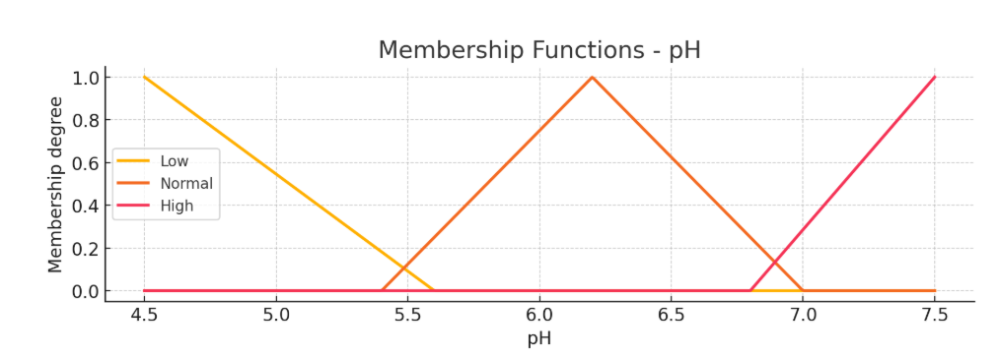 Membership Functions - pH
Membership degree
1.0
0.8
0.6
0.4
0.2
0.0
Low
Normal
High
4.5 5.0 5.5 6.0 6.5 7.0 7.5
pH